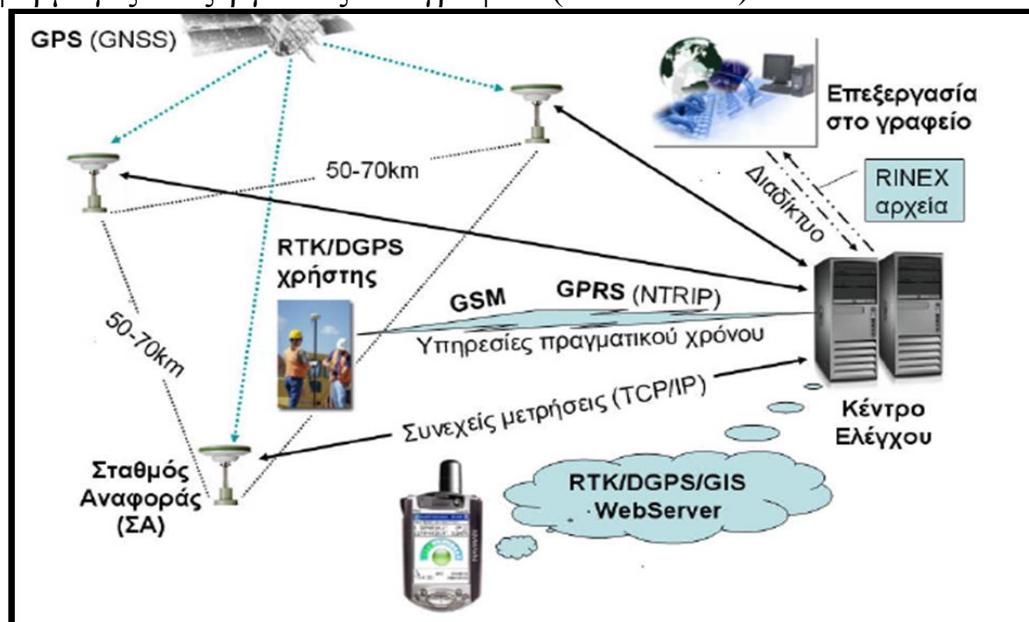 GPS (GNSS)
Επεξεργασία
στο γραφείο
50-70km
Διαδίκτυο
RINEX
αρχεία
RTK/DGPS
χρήστης
GSM
GPRS (NTRIP)
Υπηρεσίες πραγματικού χρόνου
50-70km
Συνεχείς μετρήσεις (TCP/IP)
Κέντρο
Ελέγχου
Σταθμός
Αναφοράς
(ΣΑ)
RTK/DGPS/GIS
WebServer